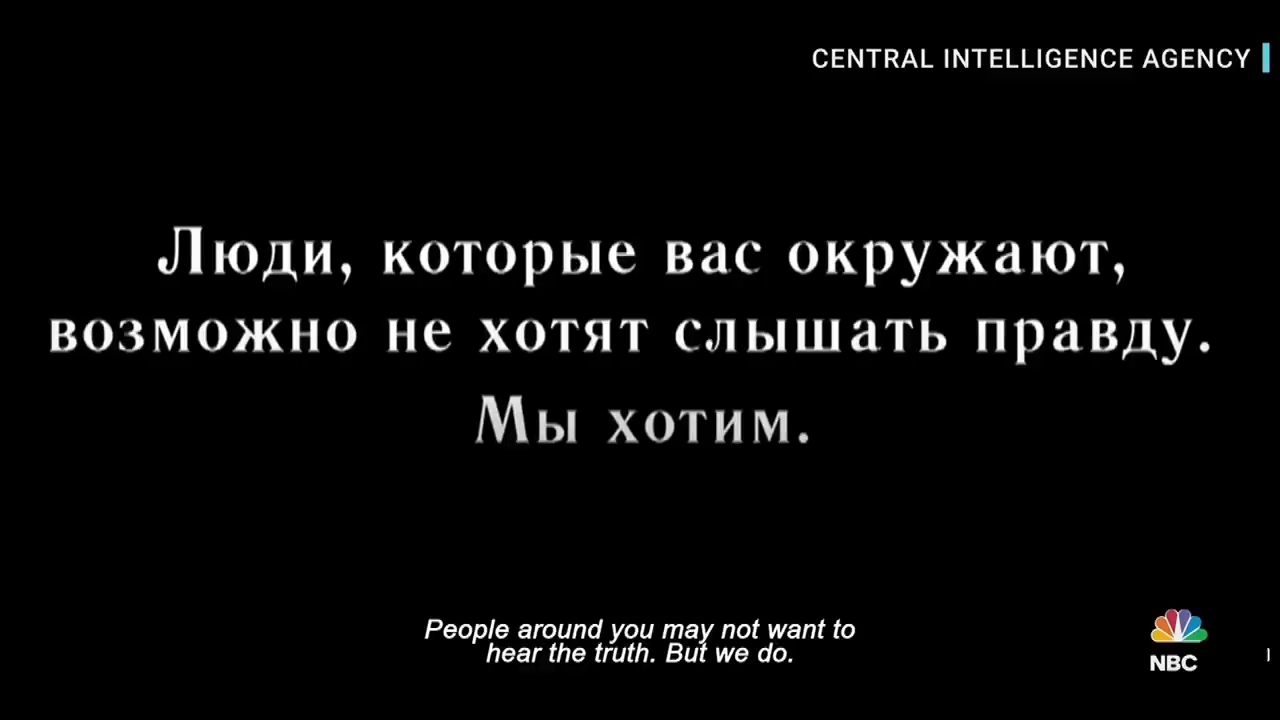 CENTRAL INTELLIGENCE AGENCY
Люди, которые вас окружают,
возможно не хотят слышать правду.
Мы хотим.
People around you may not want to
hear the truth. But we do.
NBC